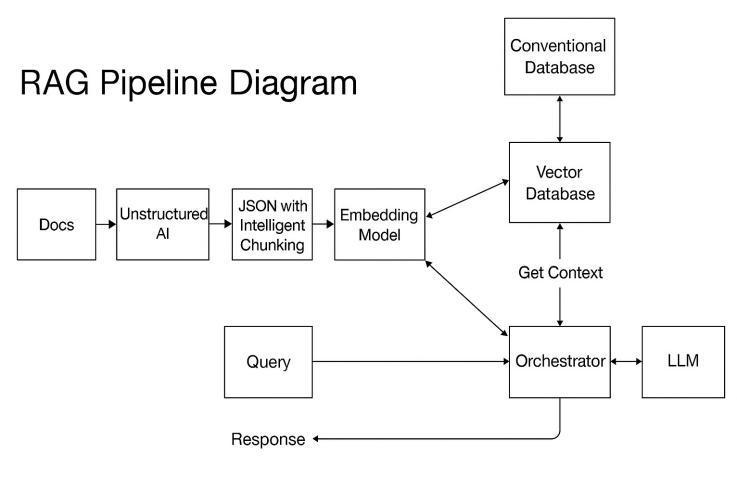 RAG Pipeline Diagram
Conventional
Database
Vector
Database
Docs
Unstructured
AI
JSON with
Intelligent
Chunking
Embedding
Model
Get Context
Query
Orchestrator
LLM
Response